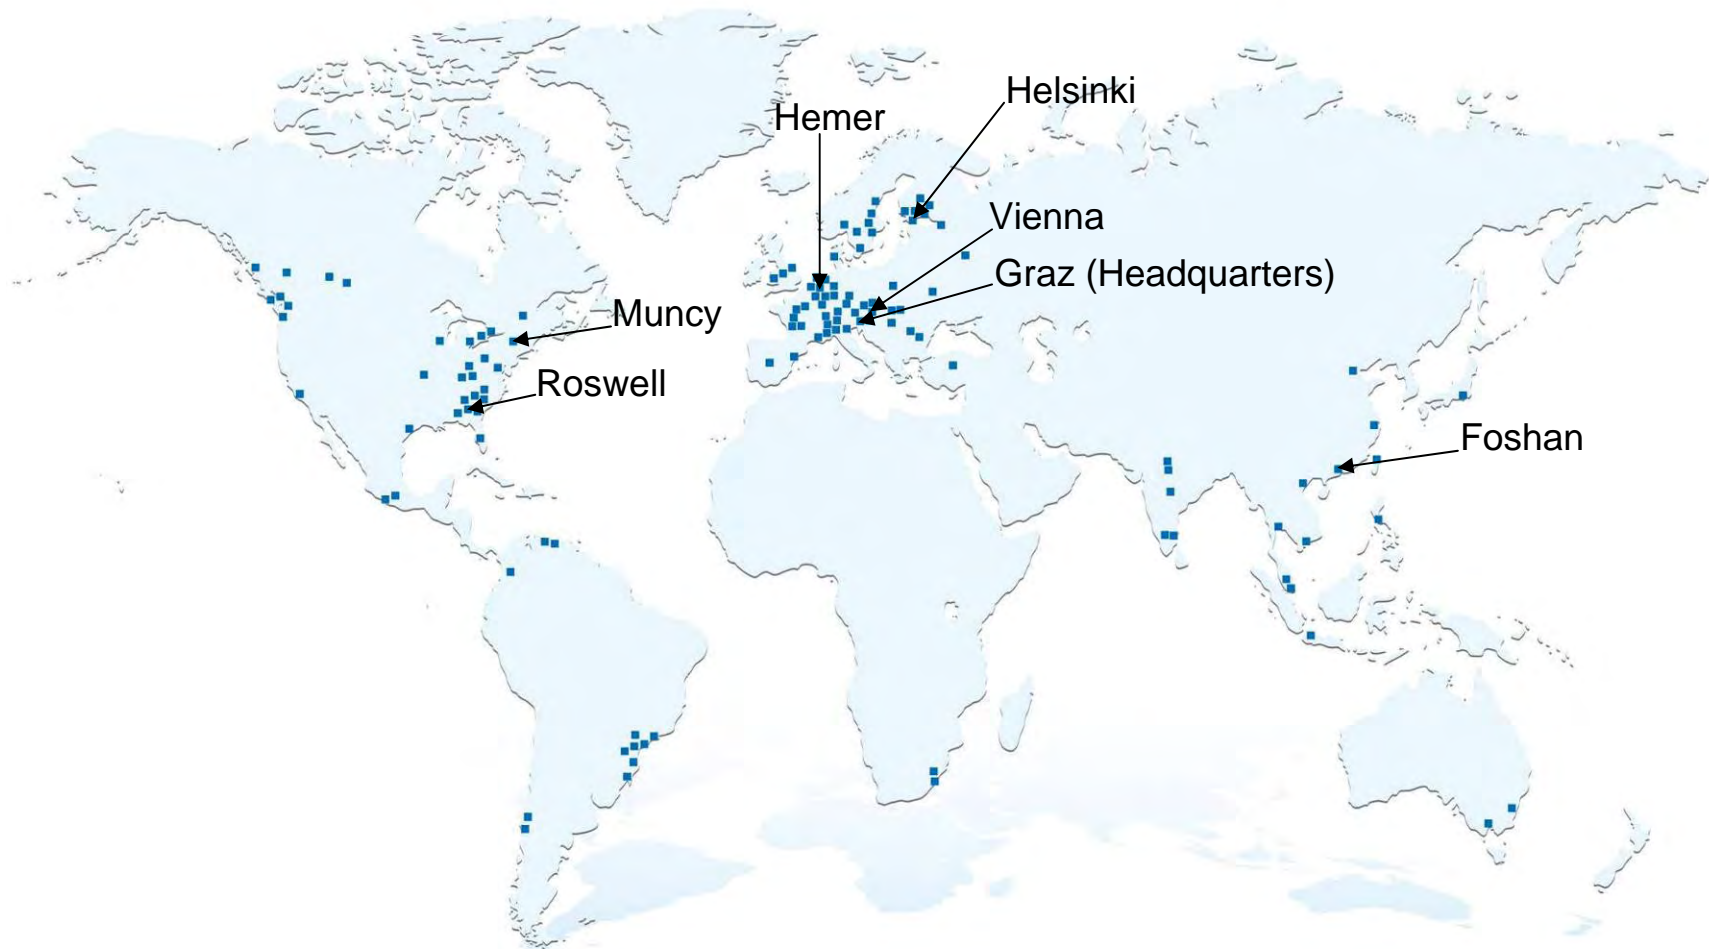 Helsinki
Hemer
Vienna
Graz (Headquarters)
Muncy
Roswell
Foshan